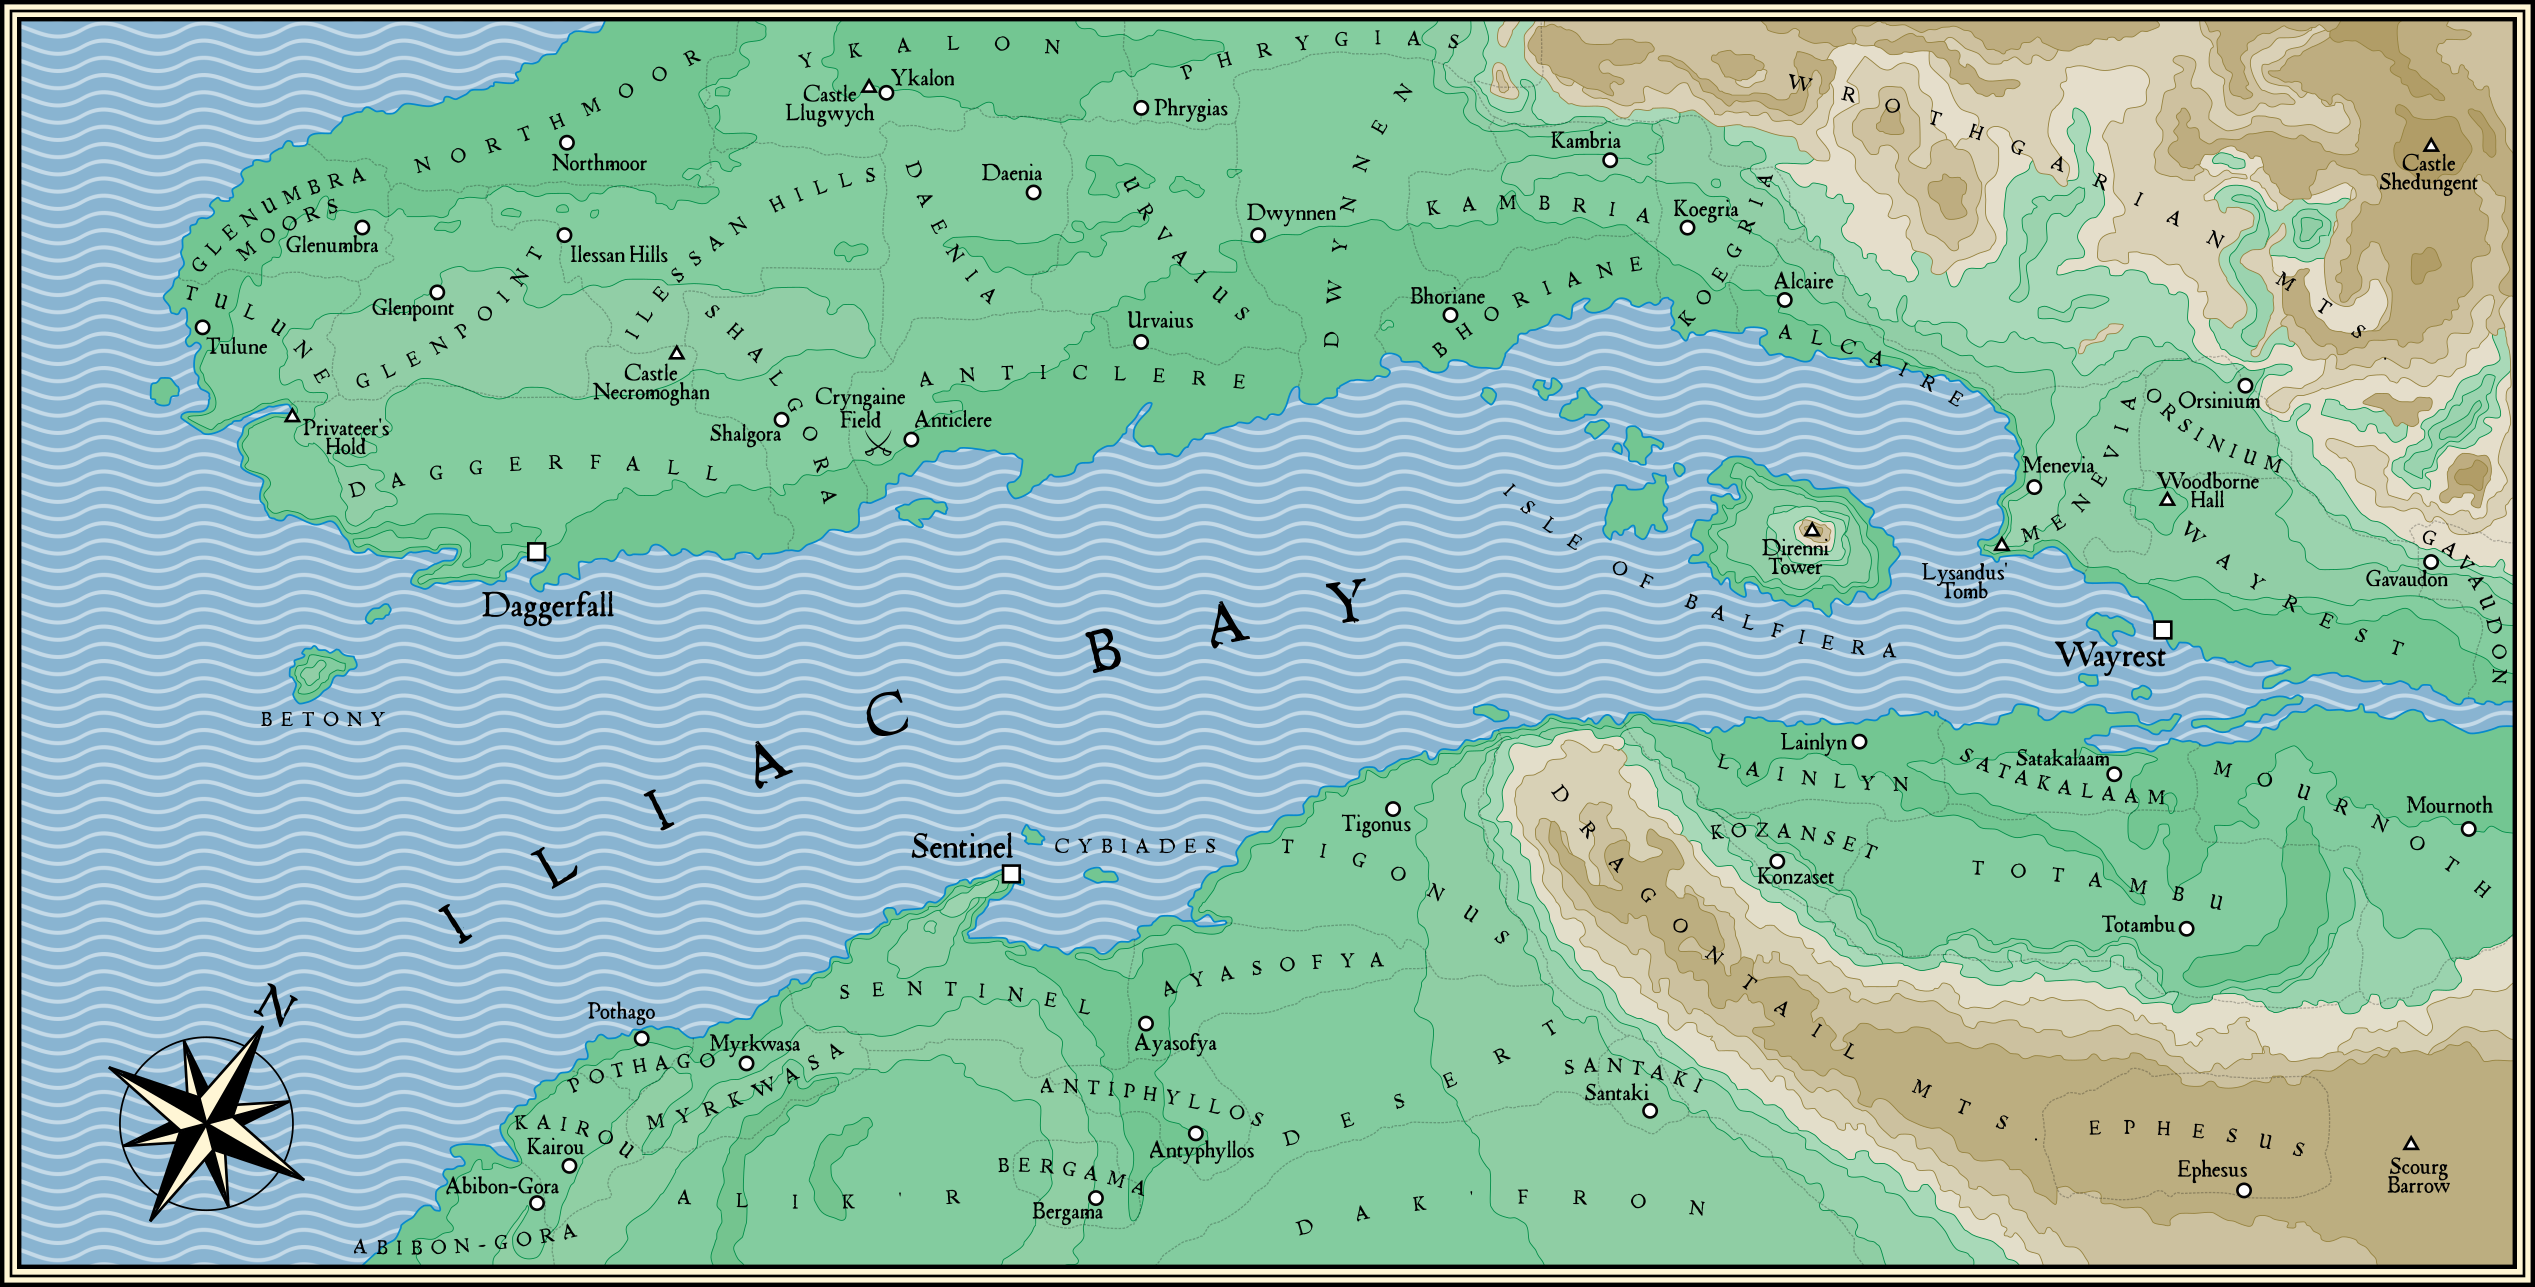 YKALON
PHRYGIAS
NORTHMOOR
WROTHGARIAN MTS.
Castle
Llugwych
Ykalon
Phrygias
Northmoor
Kambria
Castle
Shedungent
GLENUMBRA
MOORS
Glenumbra
Ilessan Hills
ILESSAN HILLS
DAENIA
Daenia
URVAIUS
Dwynnen
DWYNNEN
KAMBRIA
Koegria
KOEGRIA
TULUNE
Tulune
Glenpoint
GLENPOINT
SHALGORA
Urvaius
Bhoriane
BHORIANE
Alcaire
ALCAIRE
Castle
Necromoghan
Privateer's
Hold
Shalgora
Cryngaine
Field
Anticlere
ANTICLERE
Orsinium
ORSINIUM
DAGGERFALL
Daggerfall
Menevia
MENEVIA
Woodborne
Hall
WAYREST
GAVAUDON
Gavaudon
ISLE OF BALFIERA
Direnni
Tower
Lysandus'
Tomb
Wayrest
BETONY
ILIAC BAY
Lainlyn
LAINLYN
Satakalaam
SATAKALAAM
MOURNOTH
Mournoth
Tigonus
TIGONUS
DRAGONTAIL MTS.
KOZANSET
Konzaset
TOTAMBU
Totambu
Sentinel
CYBIADES
SENTINEL
AYASOFYA
Ayasofya
N
Pothago
POTHAGO
Myrkwasa
MYRKWASA
KAIROU
Kairou
Abibon-Gora
ABIBON-GORA
ANTIPHYLLOS
Antyphyllos
BERGAMA
Bergama
ALIK'R DESERT
SANTAKI
Santaki
DAK'FRON
EPHESUS
Ephesus
Scourg
Barrow